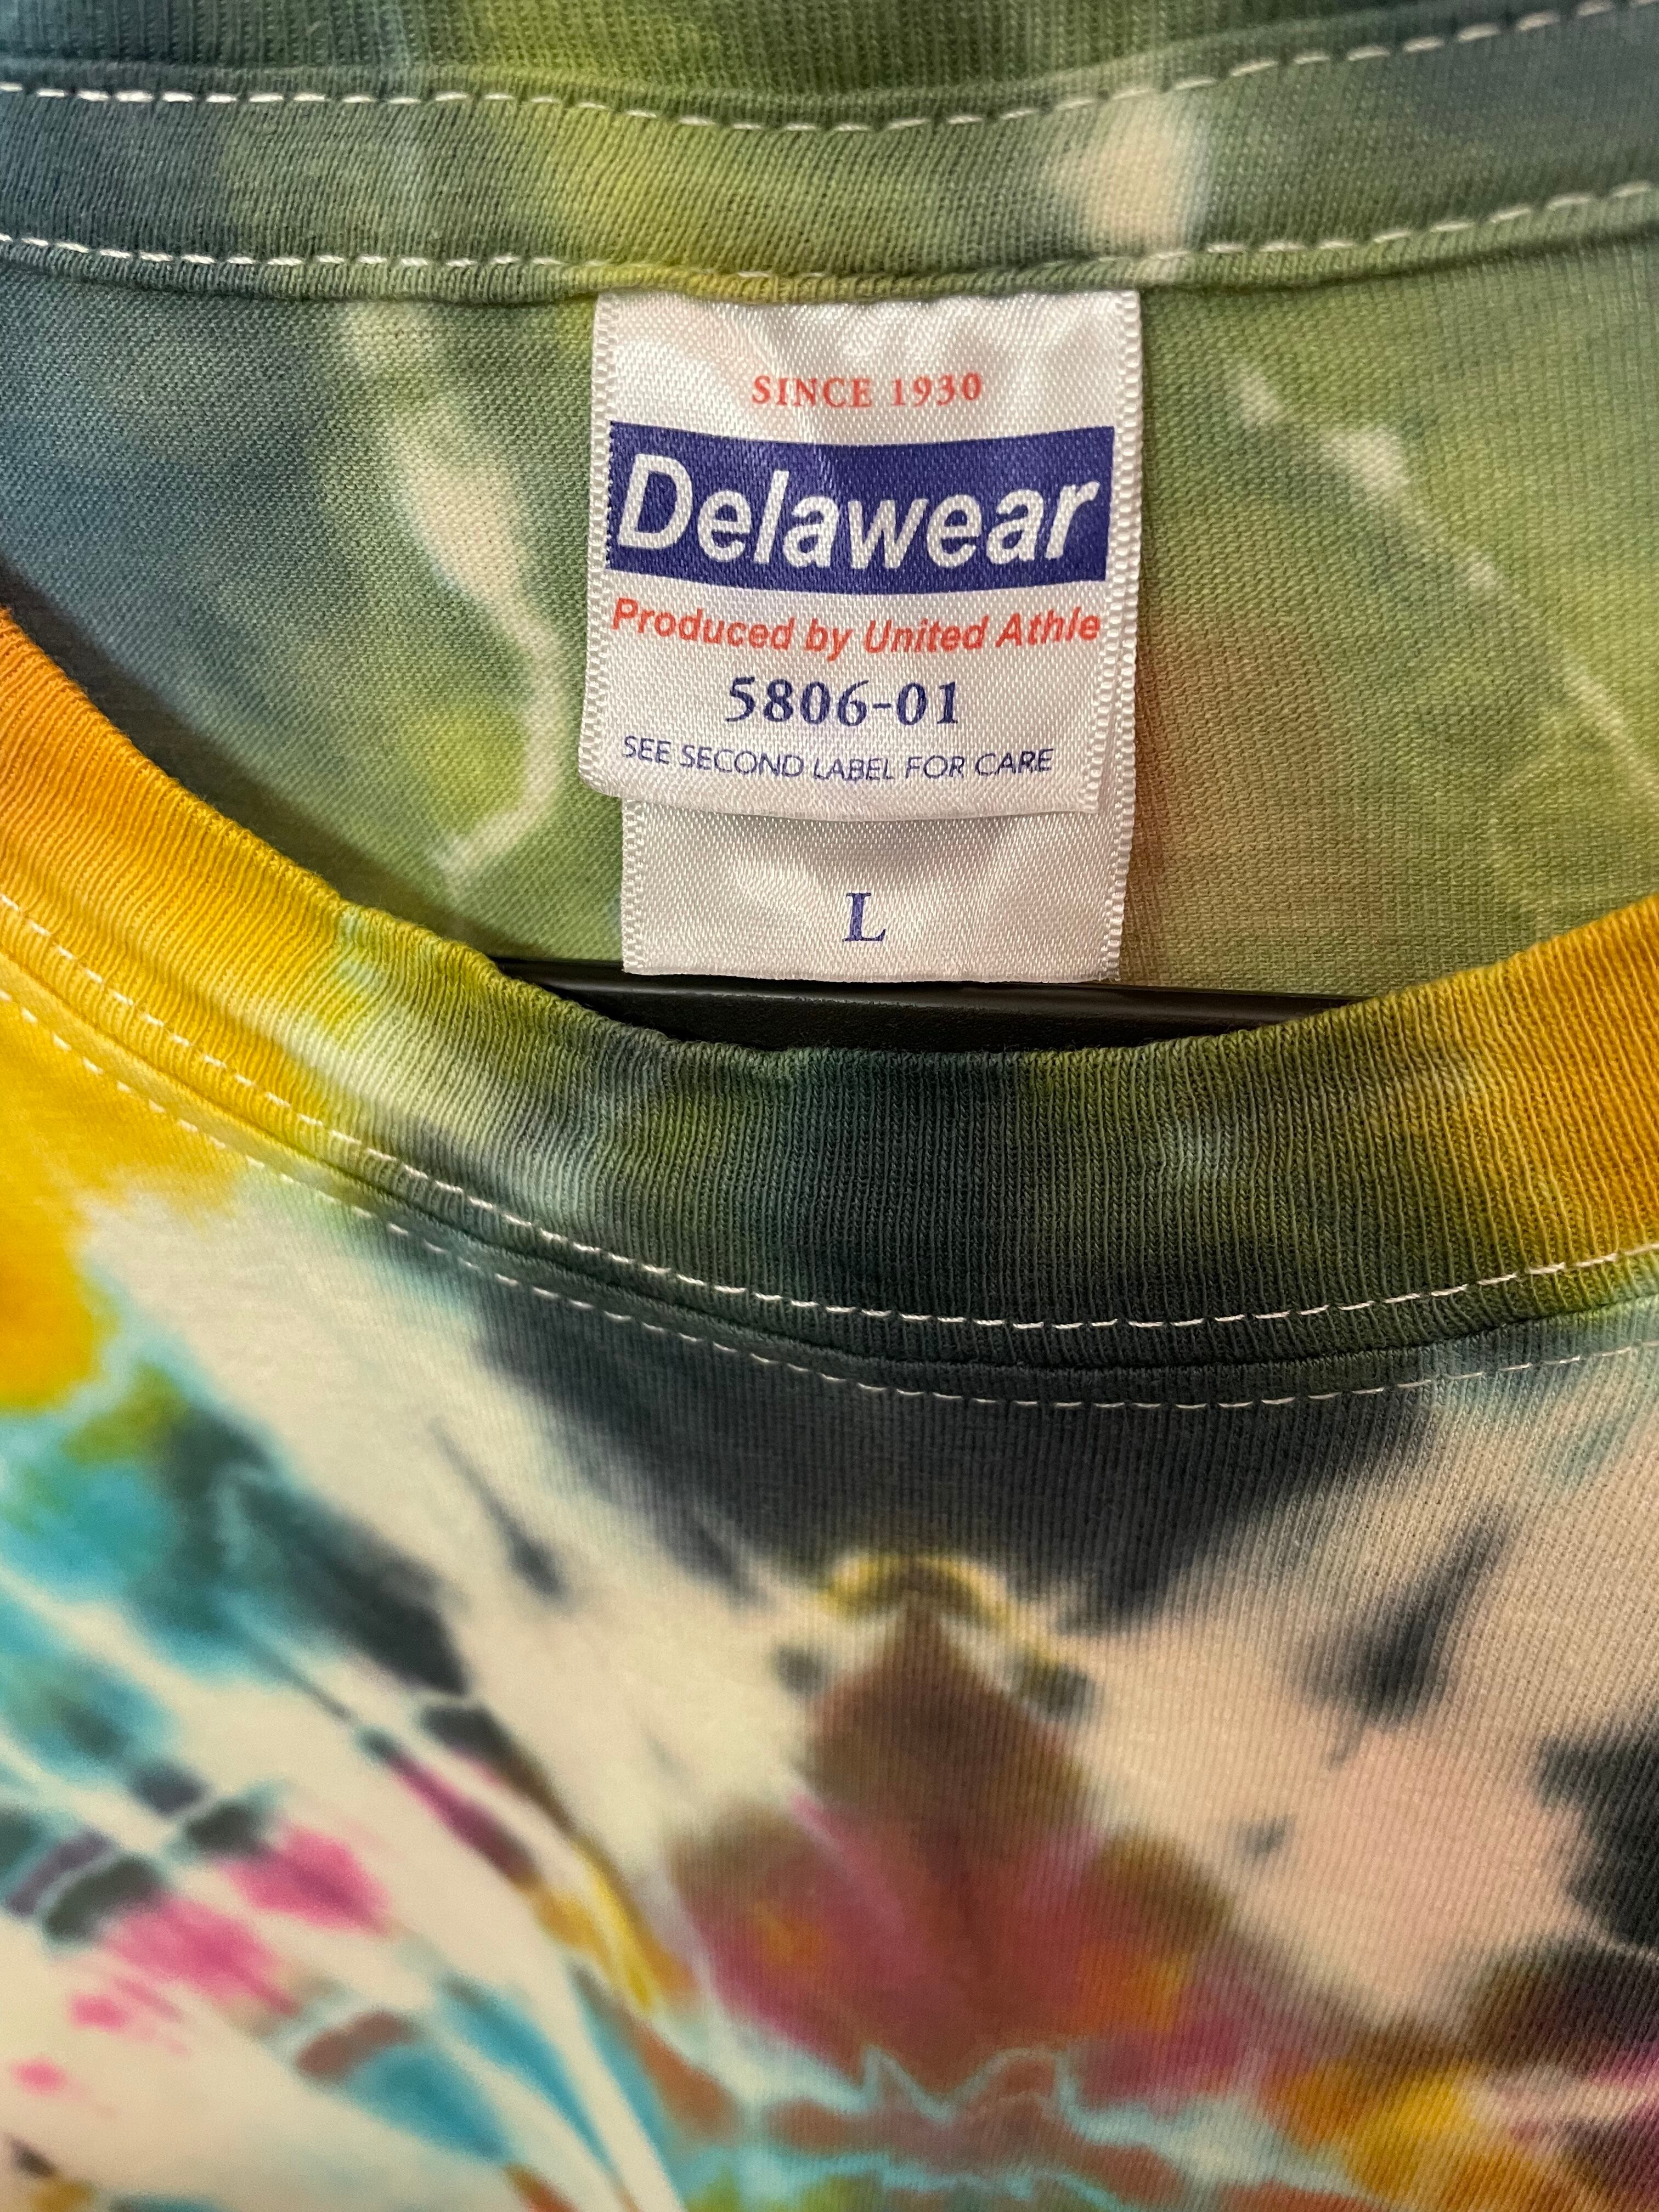 SINCE 1930
Delawear
Produced by United Athle
5806-01
SEE SECOND LABEL FOR CARE
L